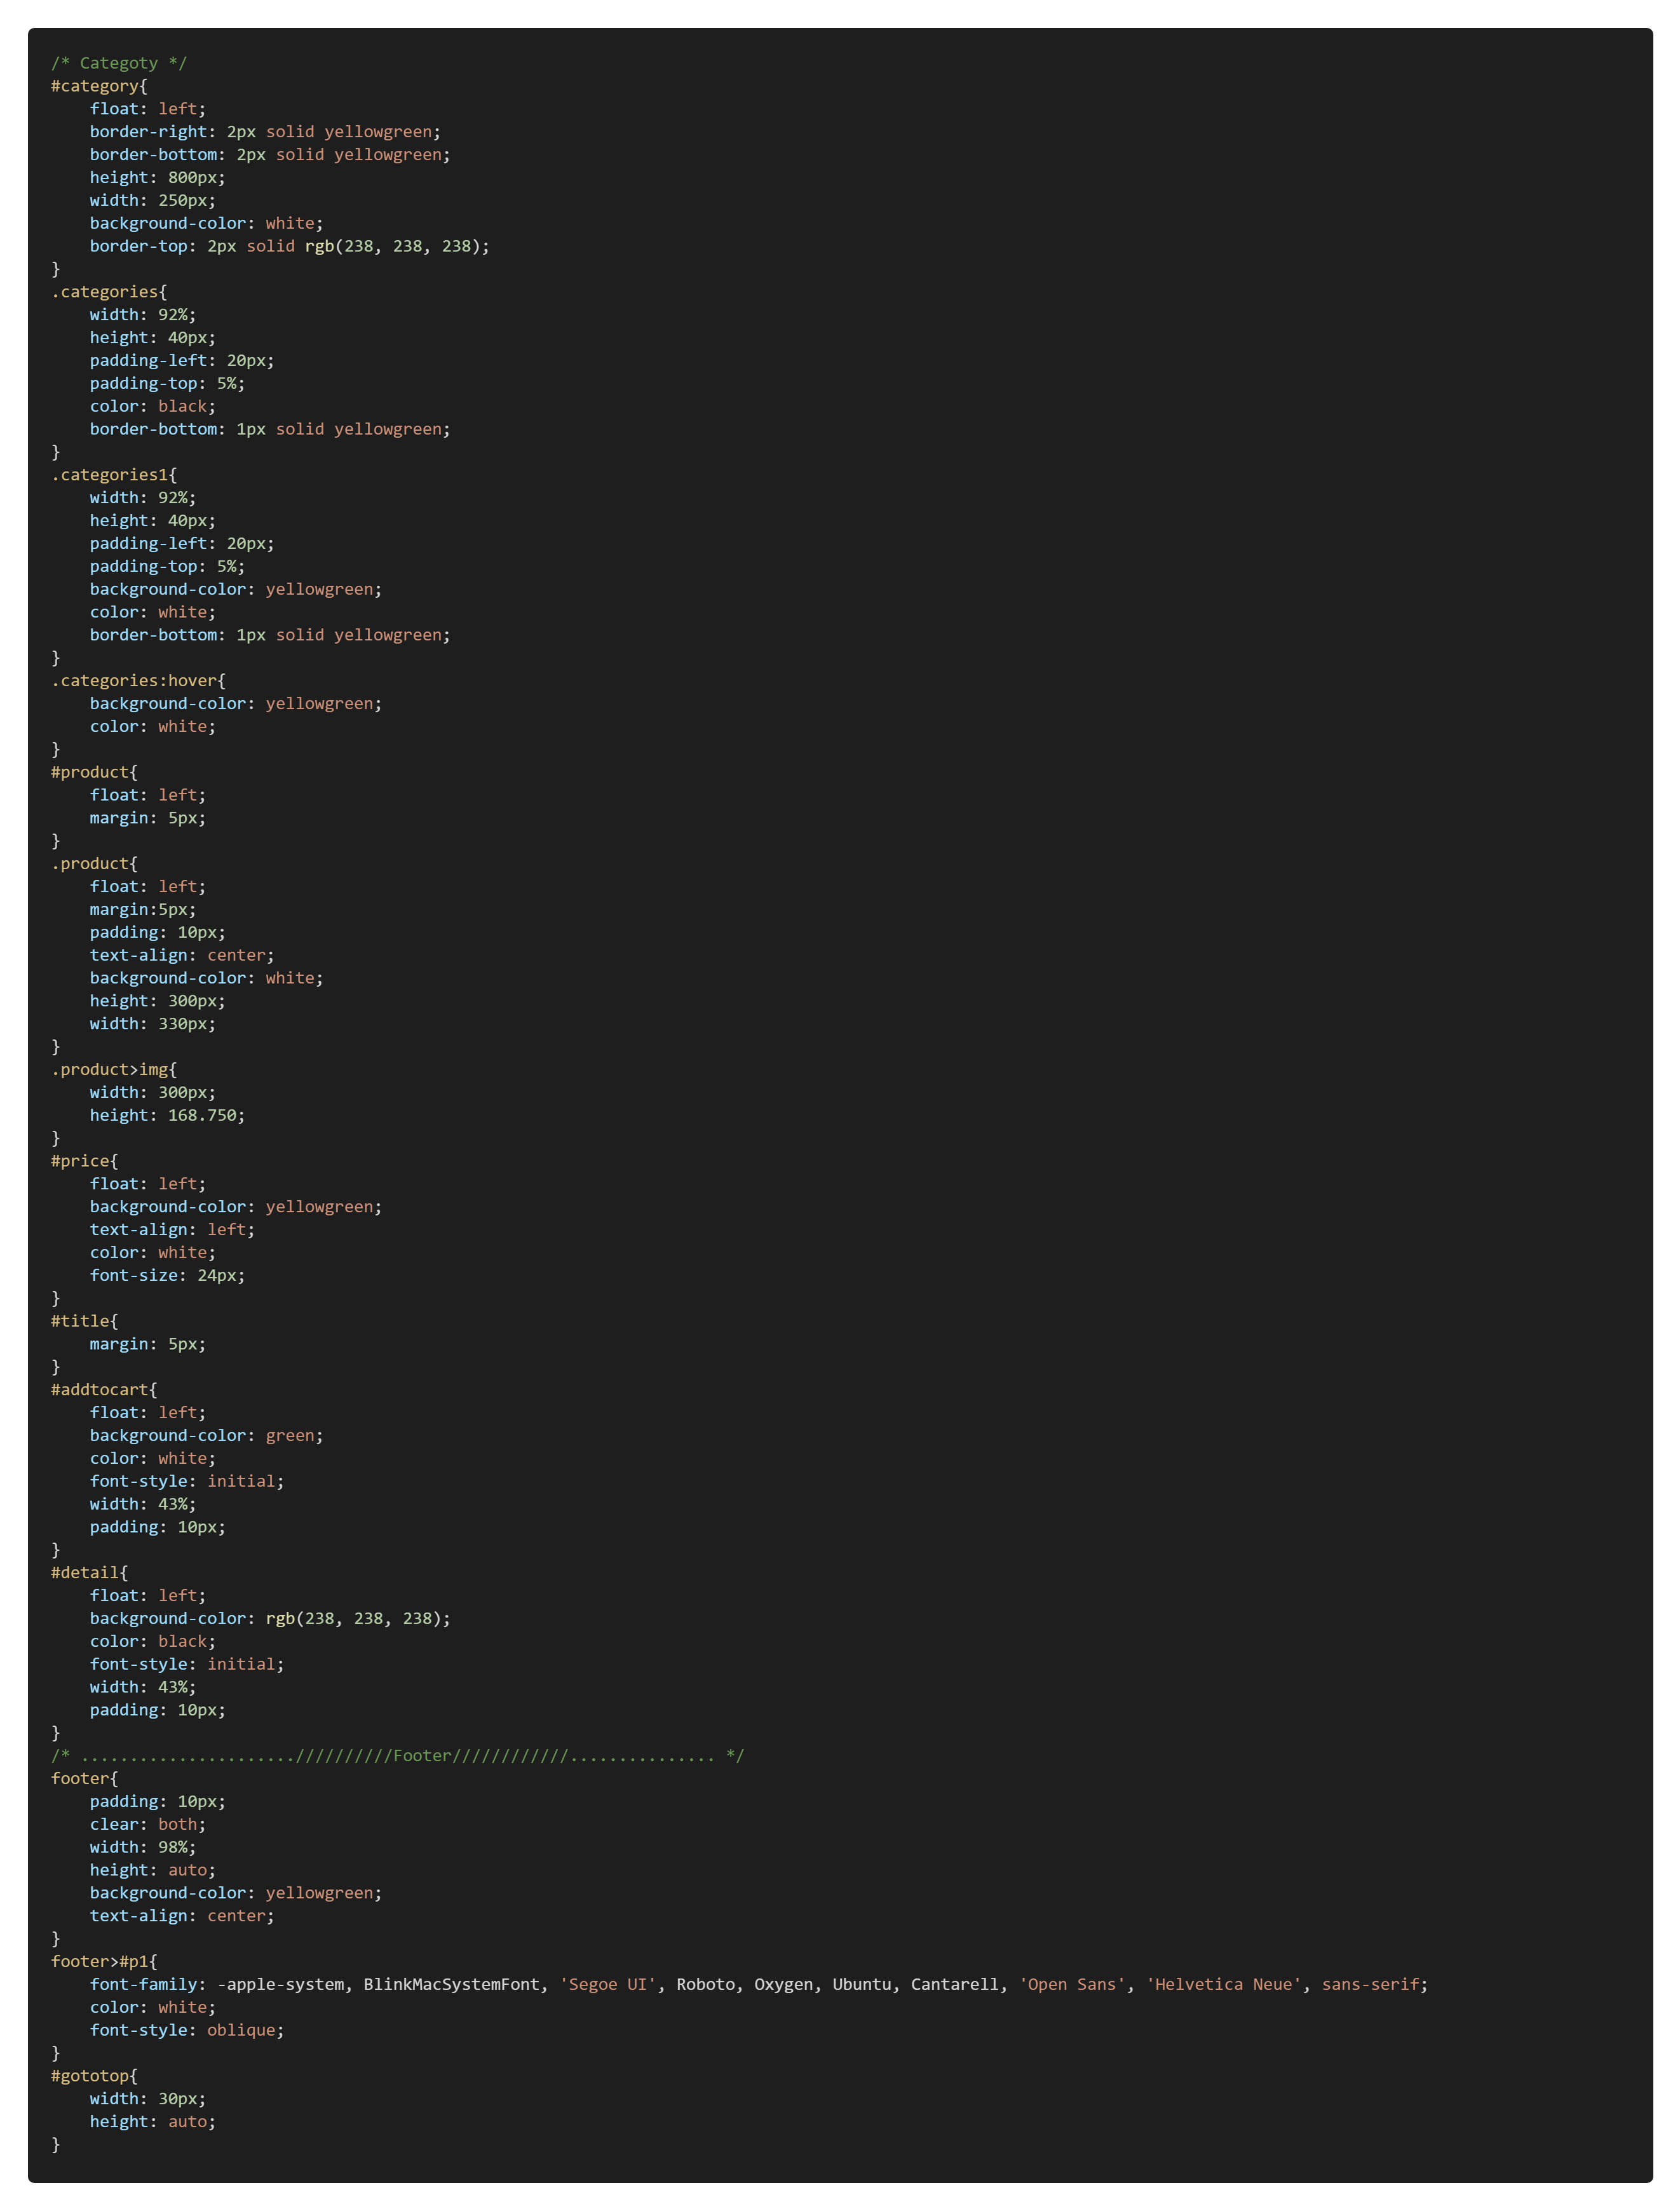 /* Categoty */
#category{
    float: left;
    border-right: 2px solid yellowgreen;
    border-bottom: 2px solid yellowgreen;
    height: 800px;
    width: 250px;
    background-color: white;
    border-top: 2px solid rgb(238, 238, 238);
}
.categories{
    width: 92%;
    height: 40px;
    padding-left: 20px;
    padding-top: 5%;
    color: black;
    border-bottom: 1px solid yellowgreen;
}
.categories1{
    width: 92%;
    height: 40px;
    padding-left: 20px;
    padding-top: 5%;
    background-color: yellowgreen;
    color: white;
    border-bottom: 1px solid yellowgreen;
}
.categories:hover{
    background-color: yellowgreen;
    color: white;
}
#product{
    float: left;
    margin: 5px;
}
.product{
    float: left;
    margin:5px;
    padding: 10px;
    text-align: center;
    background-color: white;
    height: 300px;
    width: 330px;
}
.product>img{
    width: 300px;
    height: 168.750;
}
#price{
    float: left;
    background-color: yellowgreen;
    text-align: left;
    color: white;
    font-size: 24px;
}
#title{
    margin: 5px;
}
#addtocart{
    float: left;
    background-color: green;
    color: white;
    font-style: initial;
    width: 43%;
    padding: 10px;
}
#detail{
    float: left;
    background-color: rgb(238, 238, 238);
    color: black;
    font-style: initial;
    width: 43%;
    padding: 10px;
}
/* ......................//////////Footer////////////............... */
footer{
    padding: 10px;
    clear: both;
    width: 98%;
    height: auto;
    background-color: yellowgreen;
    text-align: center;
}
footer>#p1{
    font-family: -apple-system, BlinkMacSystemFont, 'Segoe UI', Roboto, Oxygen, Ubuntu, Cantarell, 'Open Sans', 'Helvetica Neue', sans-serif;
    color: white;
    font-style: oblique;
}
#gototop{
    width: 30px;
    height: auto;
}